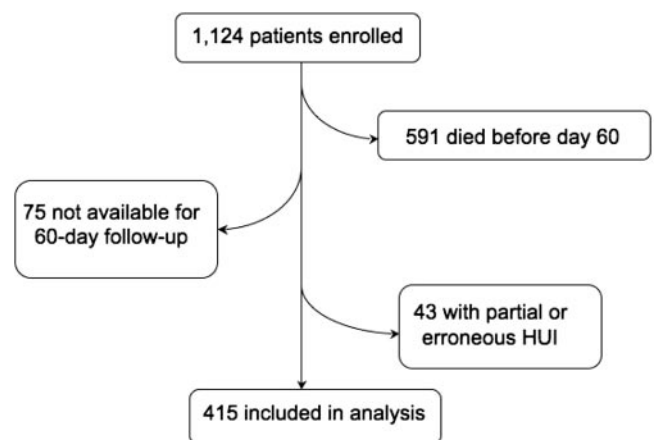 1,124 patients enrolled
591 died before day 60
75 not available for
60-day follow-up
43 with partial or
erroneous HUI
415 included in analysis